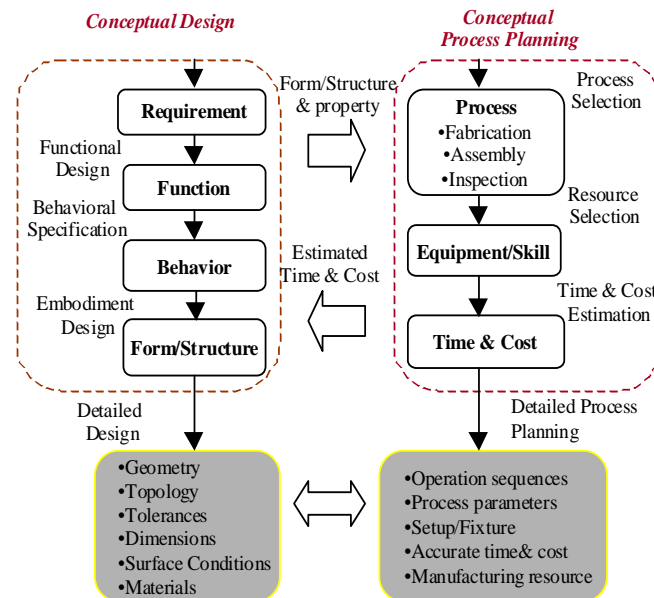 Conceptual Design
Requirement
Functional
Design
Function
Behavioral
Specification
Behavior
Embodiment
Design
Form/Structure
Detailed
Design
•Geometry
•Topology
•Tolerances
•Dimensions
•Surface Conditions
•Materials
Form/Structure
& property
Estimated
Time & Cost
Conceptual
Process Planning
Process
Selection
Process
•Fabrication
•Assembly
•Inspection
Resource
Selection
Equipment/Skill
Time & Cost
Estimation
Time & Cost
Detailed Process
Planning
•Operation sequences
•Process parameters
•Setup/Fixture
•Accurate time& cost
•Manufacturing resource